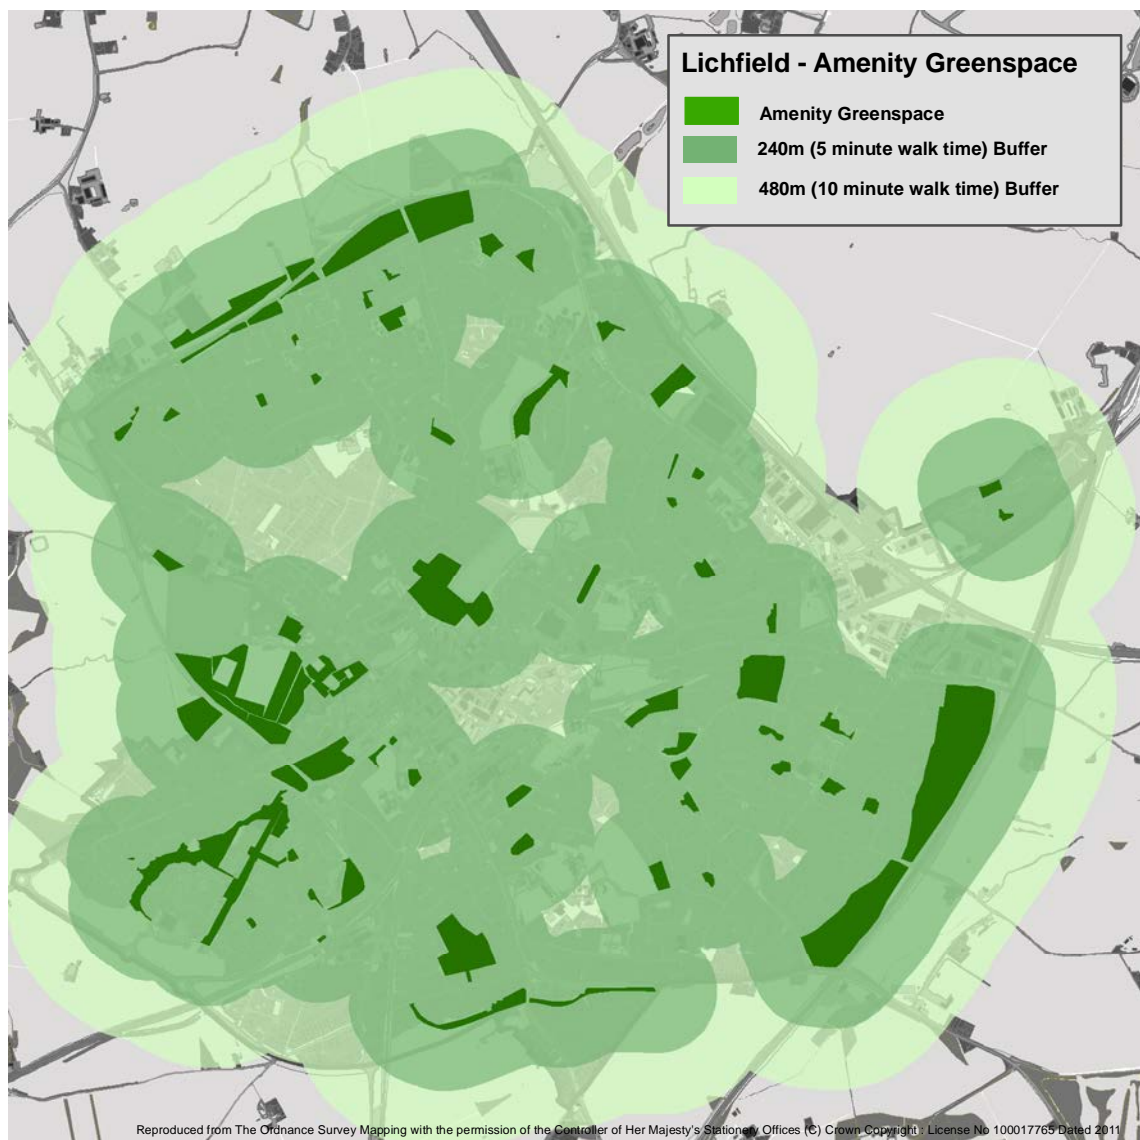 Lichfield - Amenity Greenspace
Amenity Greenspace
240m (5 minute walk time) Buffer
480m (10 minute walk time) Buffer
Reproduced from The Ordnance Survey Mapping with the permission of the Controller of Her Majesty's Stationery Offices (C) Crown Copyright : License No 100017765 Dated 2011